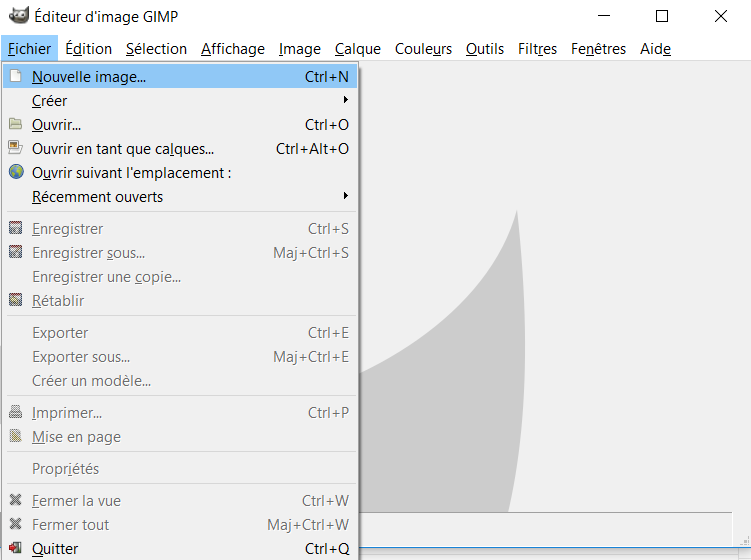 Éditeur d'image GIMP
Fichier Édition Sélection Affichage Image Calque Couleurs Outils Filtres Fenêtres Aide
Nouvelle image... Ctrl+N
Créer
Ouvrir... Ctrl+O
Ouvrir en tant que calques... Ctrl+Alt+O
Ouvrir suivant l'emplacement :
Récemment ouverts
Enregistrer Ctrl+S
Enregistrer sous... Maj+Ctrl+S
Enregistrer une copie...
Rétablir
Exporter Ctrl+E
Exporter sous... Maj+Ctrl+E
Créer un modèle...
Imprimer... Ctrl+P
Mise en page
Propriétés
Fermer la vue Ctrl+W
Fermer tout Maj+Ctrl+W
Quitter Ctrl+Q